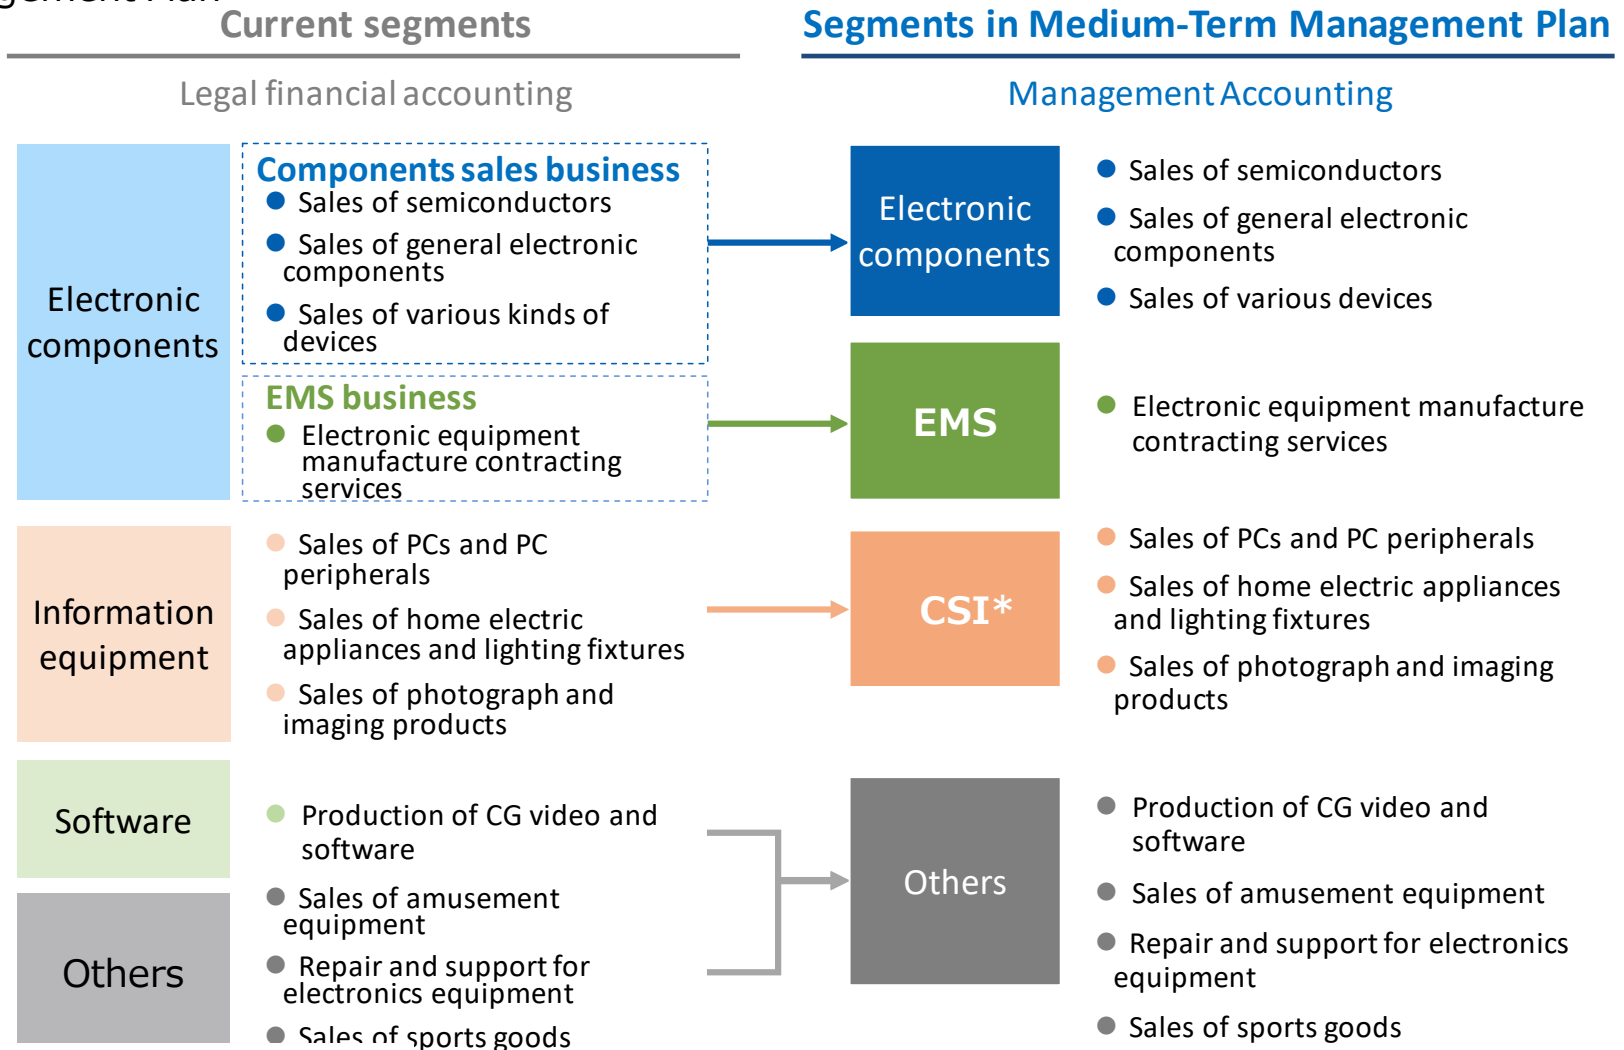 Current segments
Legal financial accounting
Electronic
components
Components sales business
● Sales of semiconductors
● Sales of general electronic
components
● Sales of various kinds of
devices
EMS business
● Electronic equipment
manufacture contracting
services
Information
equipment
● Sales of PCs and PC
peripherals
● Sales of home electric
appliances and lighting fixtures
● Sales of photograph and
imaging products
Software
● Production of CG video and
software
Others
● Sales of amusement
equipment
● Repair and support for
electronics equipment
● Sales of sports goods
Segments in Medium-Term Management Plan
Management Accounting
Electronic
components
● Sales of semiconductors
● Sales of general electronic
components
● Sales of various devices
EMS
● Electronic equipment manufacture
contracting services
CSI*
● Sales of PCs and PC peripherals
● Sales of home electric appliances
and lighting fixtures
● Sales of photograph and imaging
products
Others
● Production of CG video and
software
● Sales of amusement equipment
● Repair and support for electronics
equipment
● Sales of sports goods